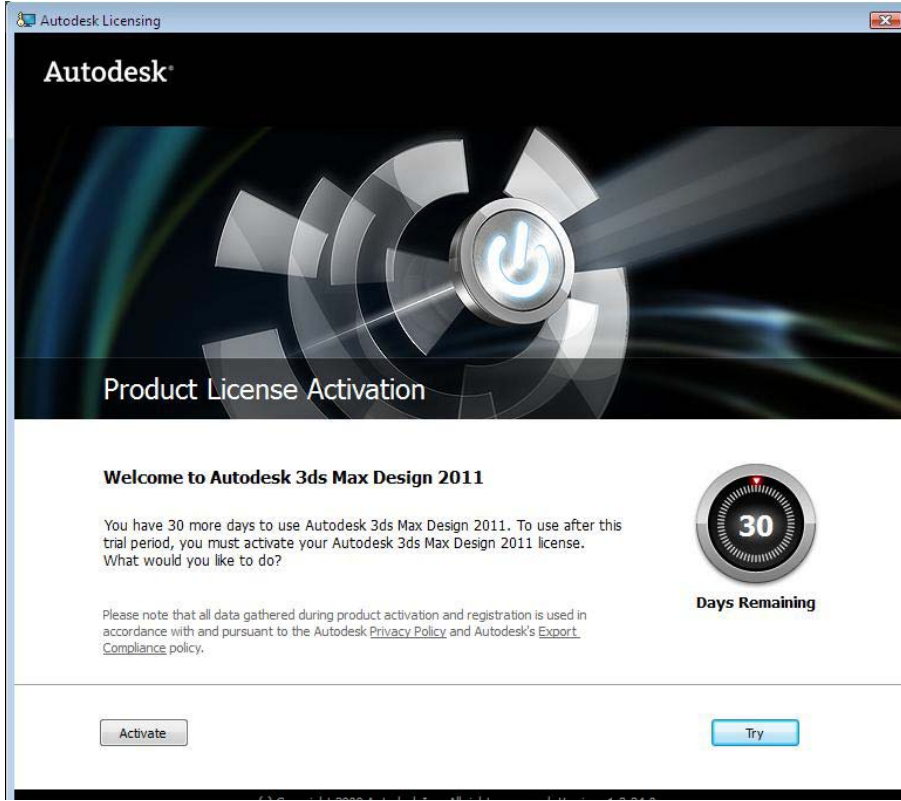 Autodesk Licensing
Autodesk®
Product License Activation
Welcome to Autodesk 3ds Max Design 2011
You have 30 more days to use Autodesk 3ds Max Design 2011. To use after this
trial period, you must activate your Autodesk 3ds Max Design 2011 license.
What would you like to do?
30
Days Remaining
Please note that all data gathered during product activation and registration is used in
accordance with and pursuant to the Autodesk Privacy Policy and Autodesk's Export
Compliance policy.
Activate
Try